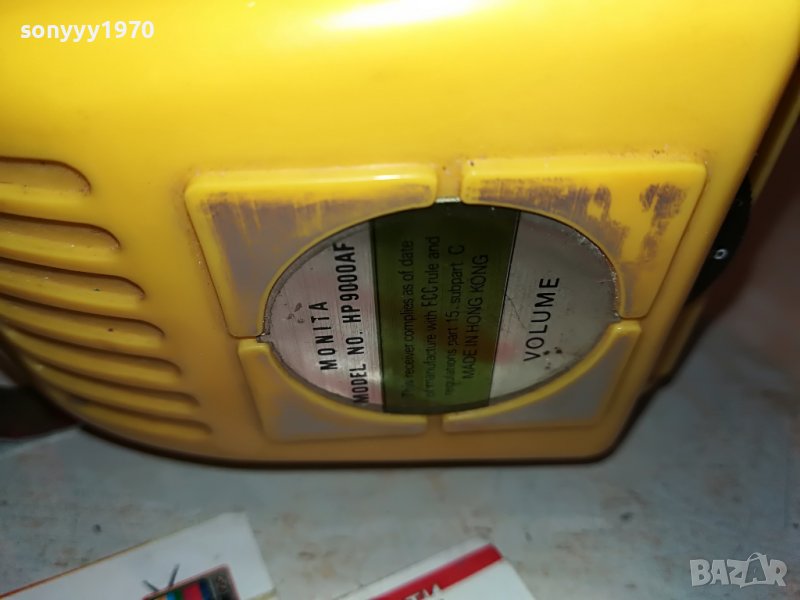 sonyyy1970
MONITA
MODEL NO. HP9000AF
This receiver complies as of date
of manufacture with FCC rule and
regulations part 15. subpart C
MADE IN HONG KONG
VOLUME
0
BAZAR